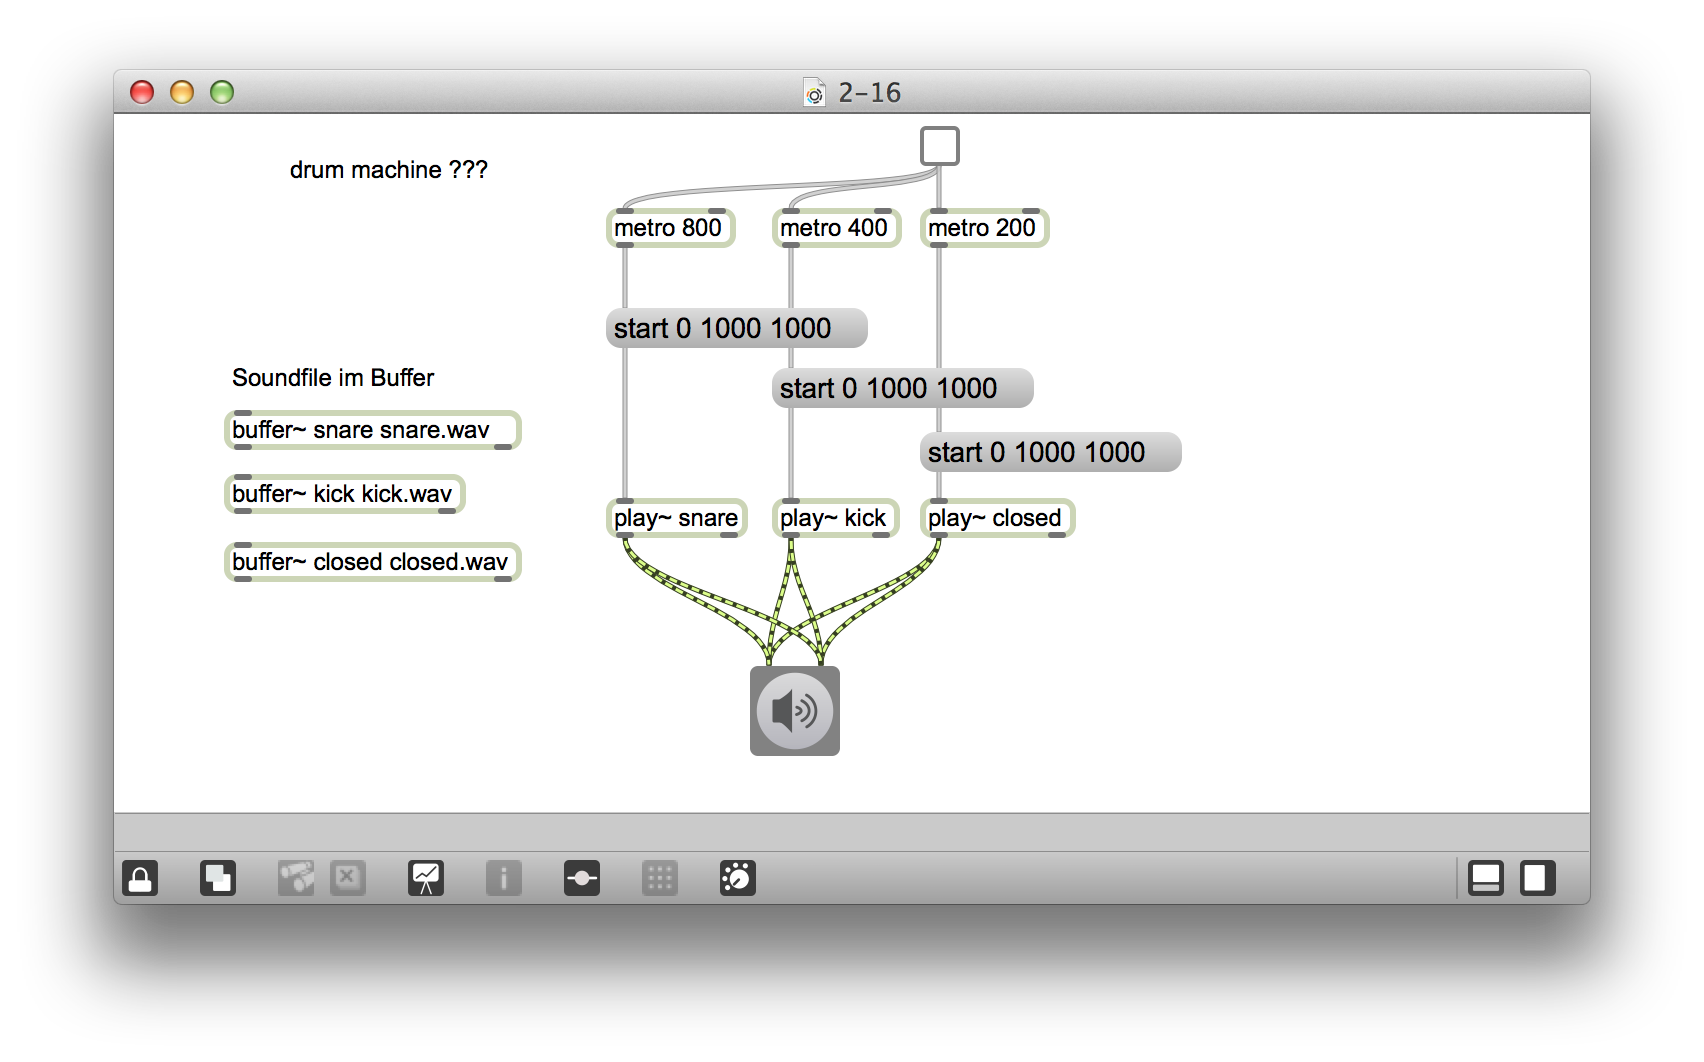 2-16
drum machine ???
metro 800
metro 400
metro 200
start 0 1000 1000
Soundfile im Buffer
start 0 1000 1000
buffer~ snare snare.wav
start 0 1000 1000
buffer~ kick kick.wav
play~ snare
play~ kick
play~ closed
buffer~ closed closed.wav